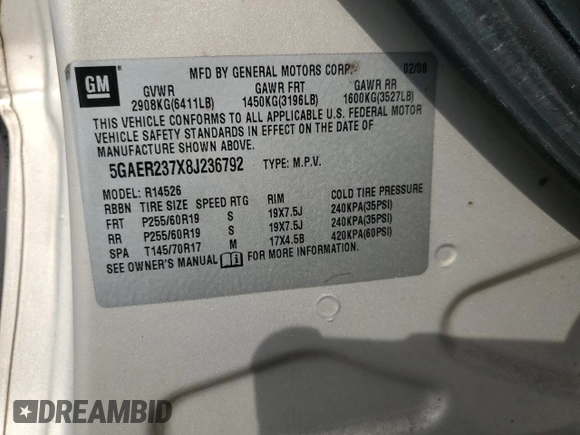 GM
MFD BY GENERAL MOTORS CORP. 02/08
GVWR GAWR FRT GAWR RR
2908KG(6411LB) 1450KG(3196LB) 1600KG(3527LB)
THIS VEHICLE CONFORMS TO ALL APPLICABLE U.S. FEDERAL MOTOR
VEHICLE SAFETY STANDARDS IN EFFECT ON THE DATE OF
MANUFACTURE SHOWN ABOVE.
5GAER237X8J236792 TYPE: M.P.V.
MODEL: R14526
RBBN TIRE SIZE SPEED RTG RIM COLD TIRE PRESSURE
FRT P255/60R19 S 19X7.5J 240KPA(35PSI)
RR P255/60R19 S 19X7.5J 240KPA(35PSI)
SPA T145/70R17 M 17X4.5B 420KPA(60PSI)
SEE OWNER'S MANUAL FOR ADDITIONAL INFORMATION
DREAMBID